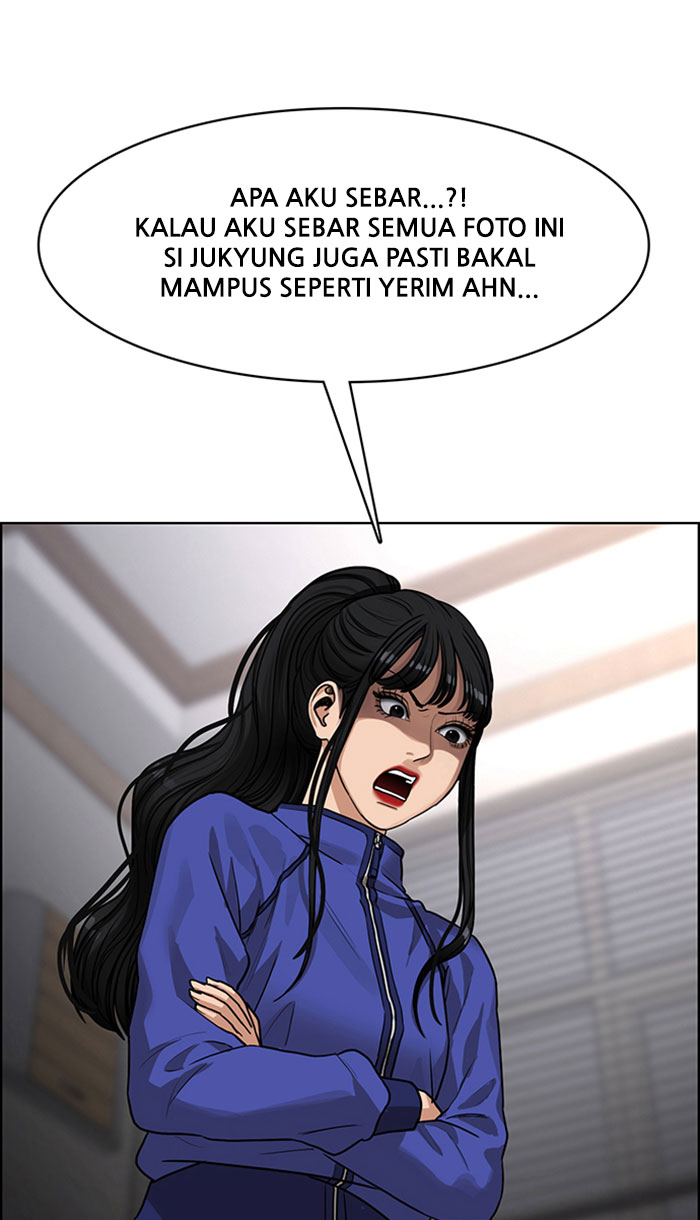 APA AKU SEBAR...?!
KALAU AKU SEBAR SEMUA FOTO INI
SI JUKYUNG JUGA PASTI BAKAL
MAMPUS SEPERTI YERIM AHN...